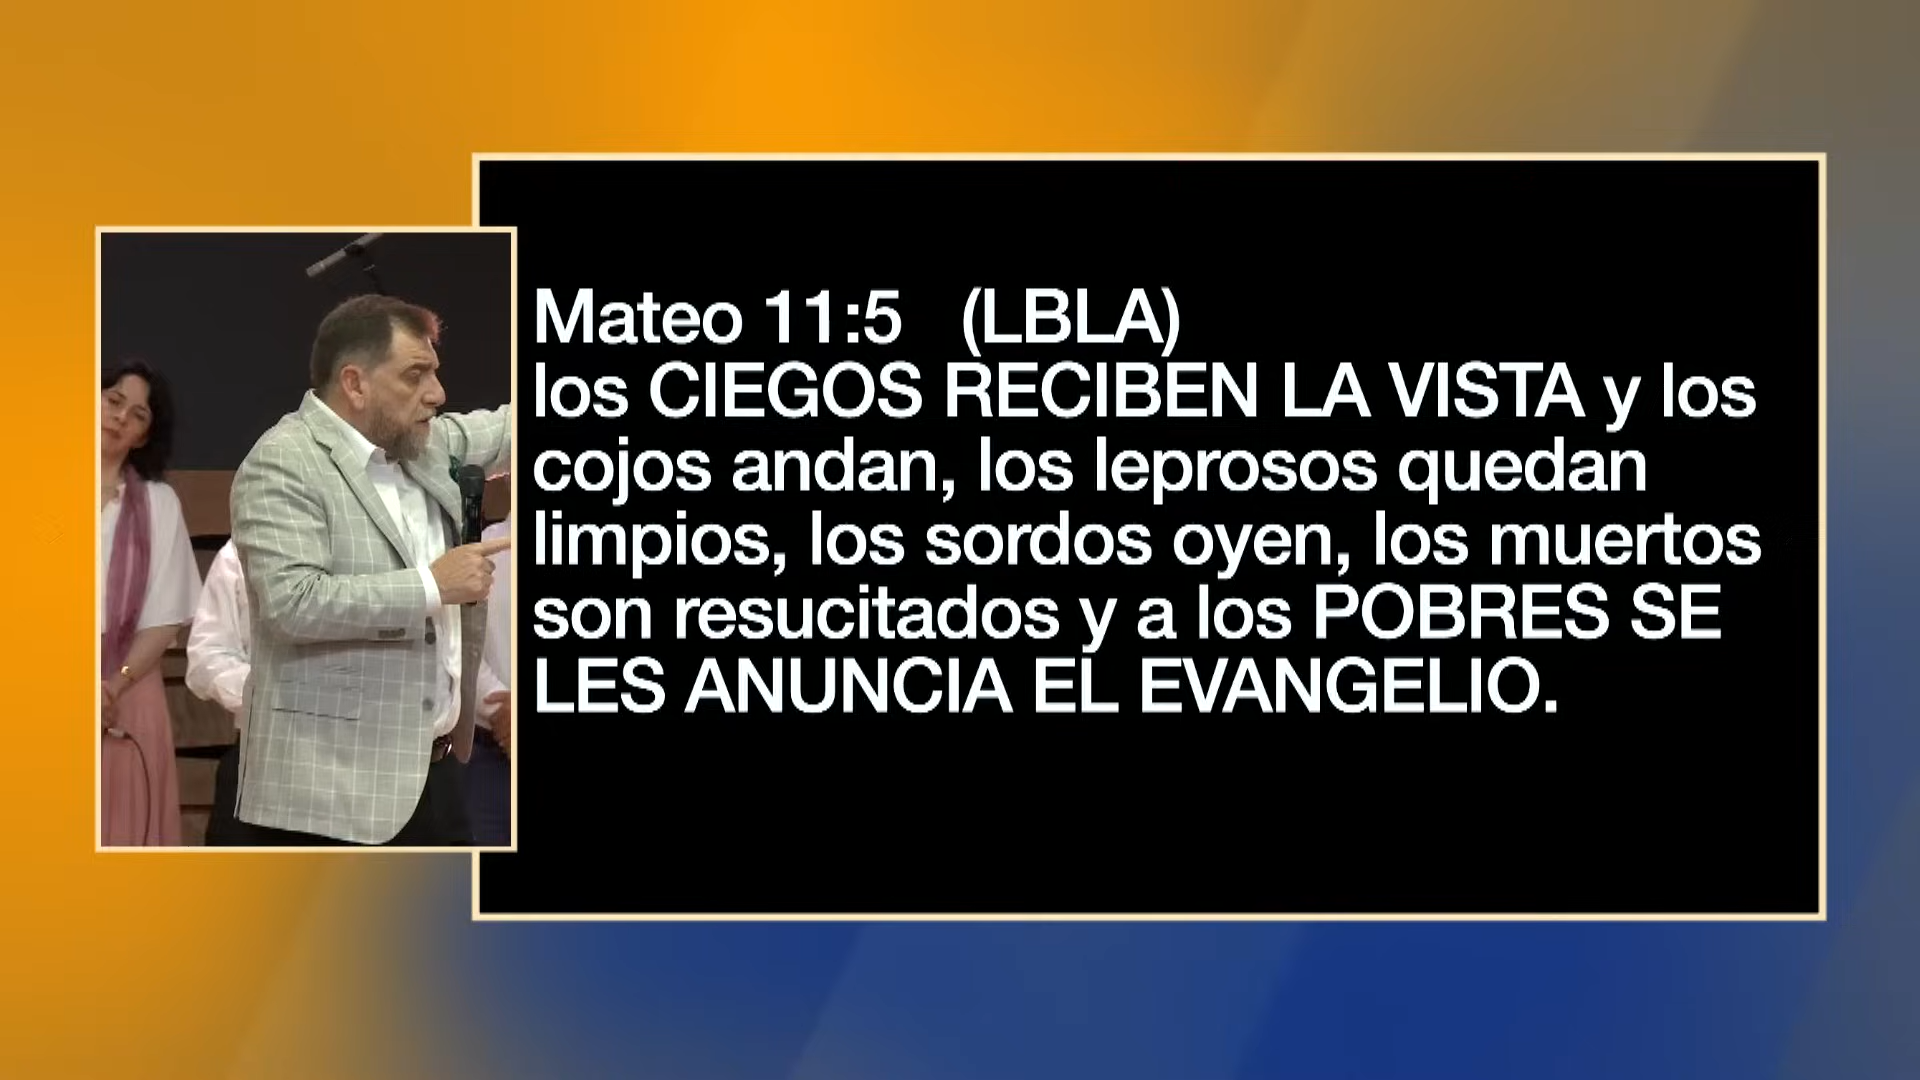 Mateo 11:5 (LBLA)
los CIEGOS RECIBEN LA VISTA y los
cojos andan, los leprosos quedan
limpios, los sordos oyen, los muertos
son resucitados y a los POBRES SE
LES ANUNCIA EL EVANGELIO.